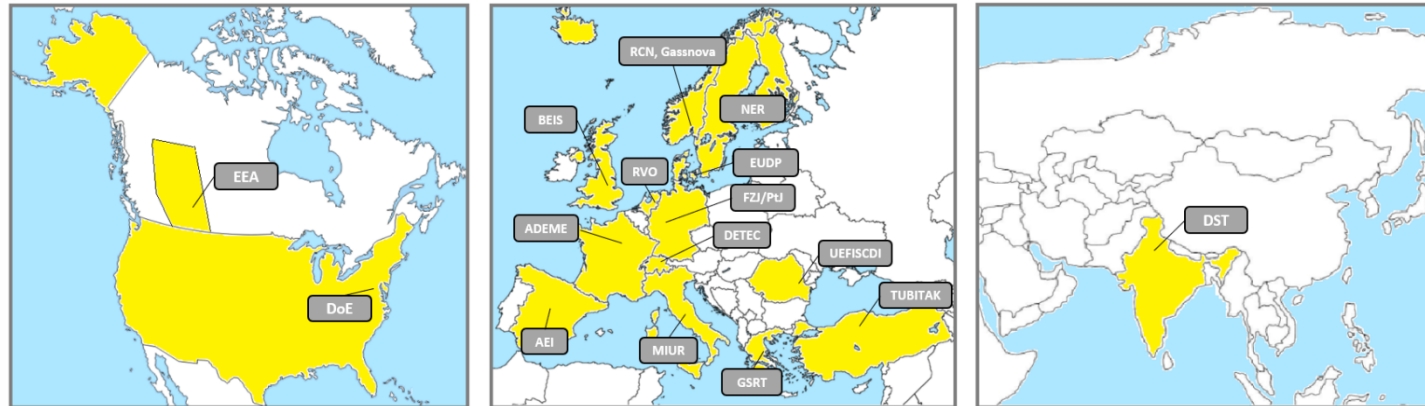 EEA
DoE
RCN, Gassnova
NER
BEIS
EUDP
RVO
FZJ/PtJ
ADEME
DETEC
UEFISCDI
TUBITAK
AEI
MIUR
GSRT
DST